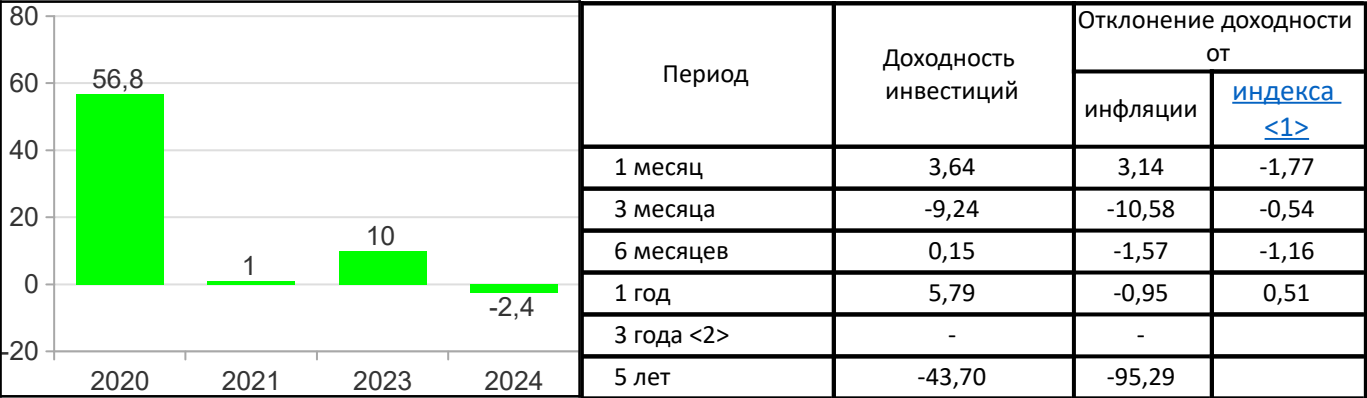 80
60
40
20
0
-20
56,8
1
10
-2,4
2020 2021 2023 2024
Период
Доходность
инвестиций
Отклонение доходности
от
инфляции
индекса
<1>
1 месяц 3,64 3,14 -1,77
3 месяца -9,24 -10,58 -0,54
6 месяцев 0,15 -1,57 -1,16
1 год 5,79 -0,95 0,51
3 года <2> - -
5 лет -43,70 -95,29